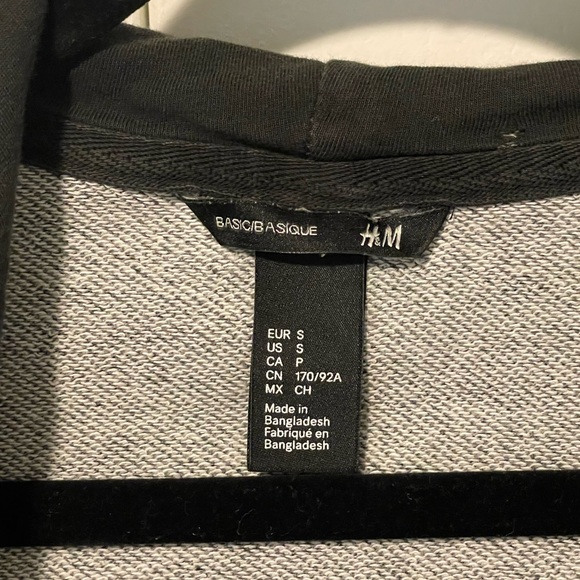 BASIC/BASIQUE H&M
EUR S
US S
CA P
CN 170/92A
MX CH
Made in
Bangladesh
Fabriqué en
Bangladesh